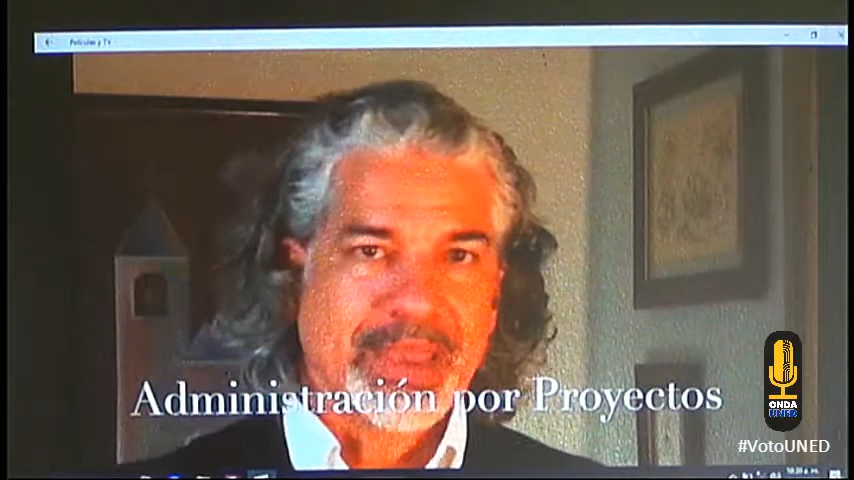 Películas y TV
Administración por Proyectos
ONDA
UNED
#VotoUNED